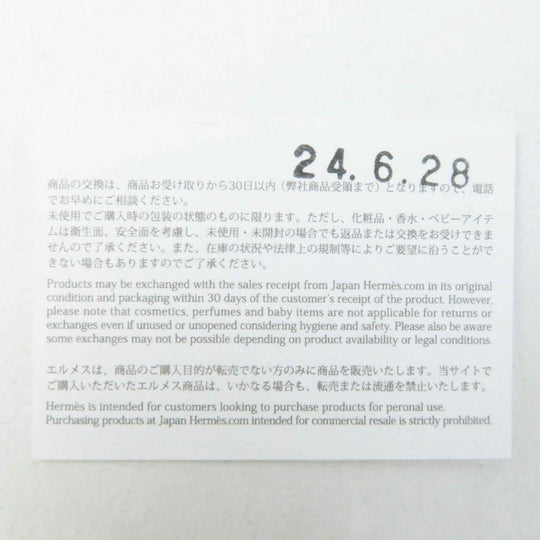 24.6.28
商品の交換は、商品お受け取りから30日以内（弊社商品受領まで）となりますので、電話
でお早めにご相談ください。
未使用でご購入時の包装の状態のものに限ります。ただし、化粧品・香水・ベビーアイテ
ムは衛生面、安全面を考慮し、未使用・未開封の場合でも返品または交換をお受けできま
せんので了承ください。また、在庫の状況や法律上の規制等によりご要望に沿うことがで
きない場合もありますのでご了承ください。
Products may be exchanged with the sales receipt from Japan Hermès.com in its original
condition and packaging within 30 days of the customer's receipt of the product. However,
please note that cosmetics, perfumes and baby items are not applicable for returns or
exchanges even if unused or unopened considering hygiene and safety. Please also be aware
some exchanges may not be possible depending on product availability or legal conditions.
エルメスは、商品のご購入目的が転売でない方のみに商品を販売いたします。当サイトで
ご購入いただいたエルメス商品は、いかなる場合も、転売または流通を禁止いたします。
Hermès is intended for customers looking to purchase products for peronal use.
Purchasing products at Japan Hermès.com intended for commercial resale is strictly prohibited.